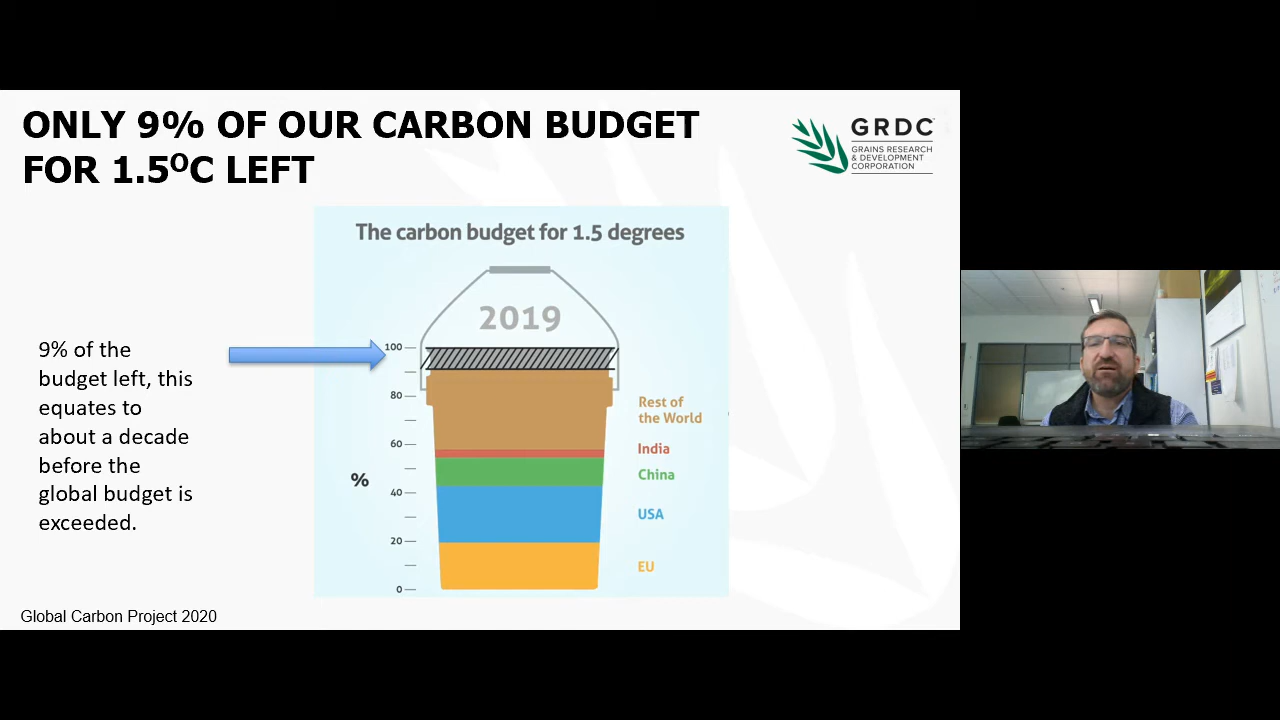 ONLY 9% OF OUR CARBON BUDGET
FOR 1.5ºC LEFT
GRDC
GRAINS RESEARCH
& DEVELOPMENT
CORPORATION
The carbon budget for 1.5 degrees
2019
9% of the
budget left, this
equates to
about a decade
before the
global budget is
exceeded.
100
80
60
40
20
0
%
Rest of
the World
India
China
USA
EU
Global Carbon Project 2020